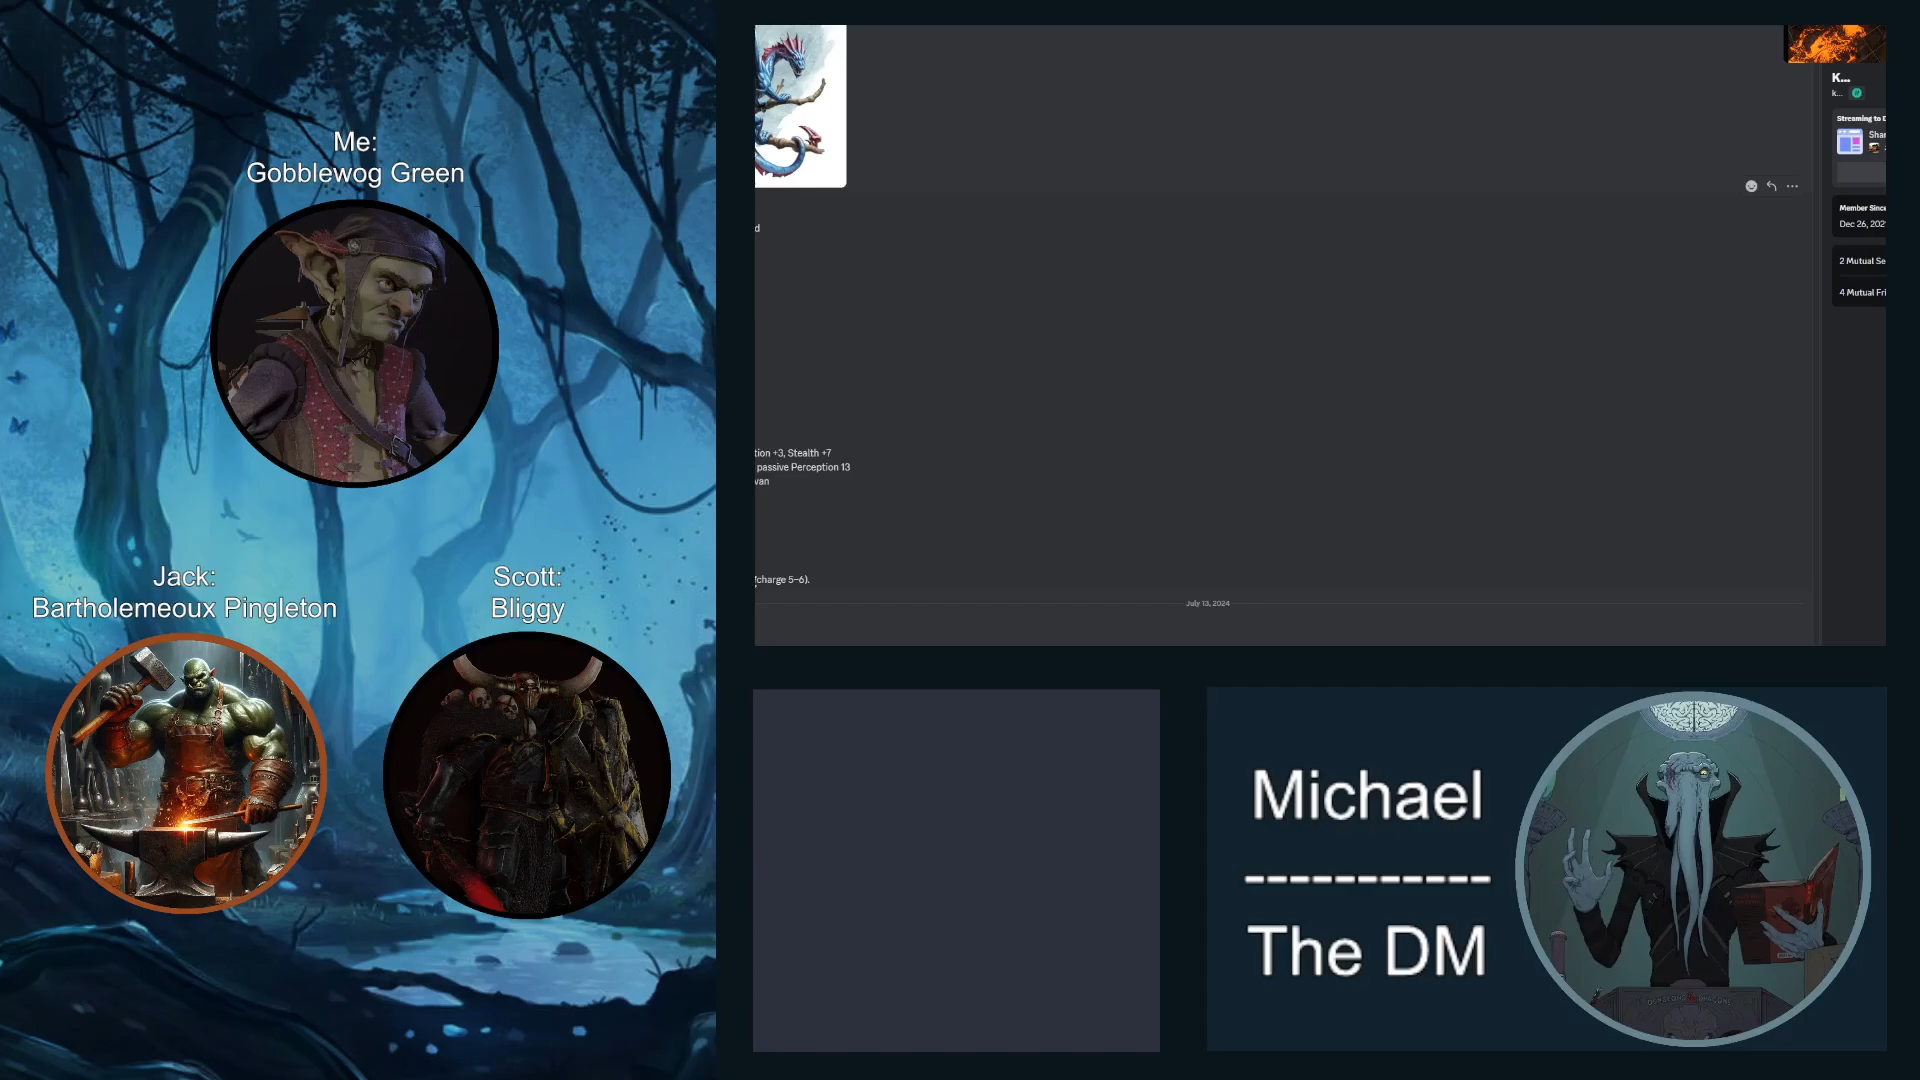 Me:
Gobblewog Green
Jack:
Bartholemeoux Pingleton
Scott:
Bliggy
d
tion +3, Stealth +7
passive Perception 13
van
charge 5–6).
July 13, 2024
K...
k...
Streaming to D
Shar
Member Since
Dec 26, 202
2 Mutual Se
4 Mutual Fri
Michael
-----------
The DM